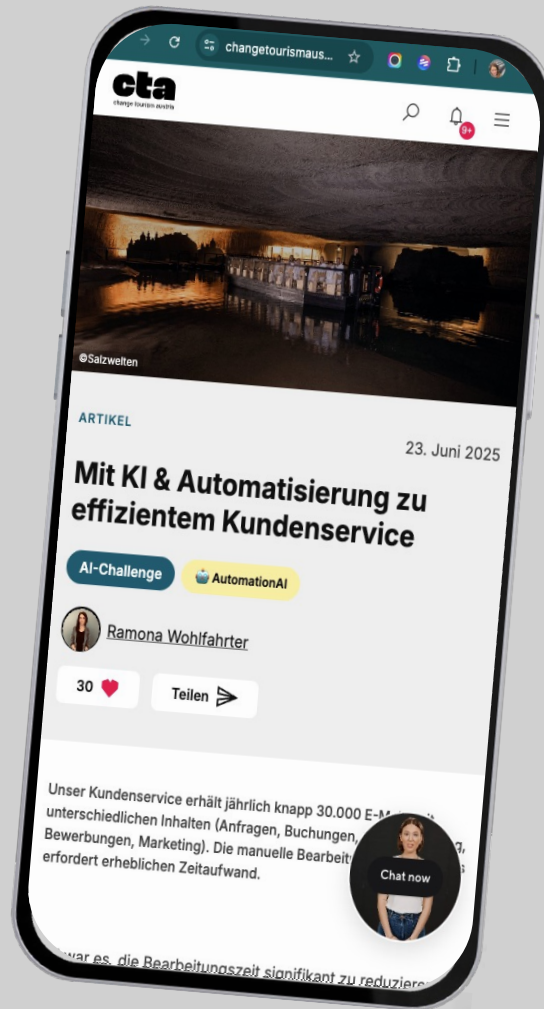 changetourismaus...
cta
change tourism austria
9+
©Salzwelten
ARTIKEL
23. Juni 2025
Mit KI & Automatisierung zu
effizientem Kundenservice
AI-Challenge
AutomationAI
Ramona Wohlfahrter
30
Teilen
Unser Kundenservice erhält jährlich knapp 30.000
unterschiedlichen Inhalten (Anfragen, Buchungen,
Bewerbungen, Marketing). Die manuelle
erfordert erheblichen Zeitaufwand.
Chat now
war es, die Bearbeitungszeit signifikant zu